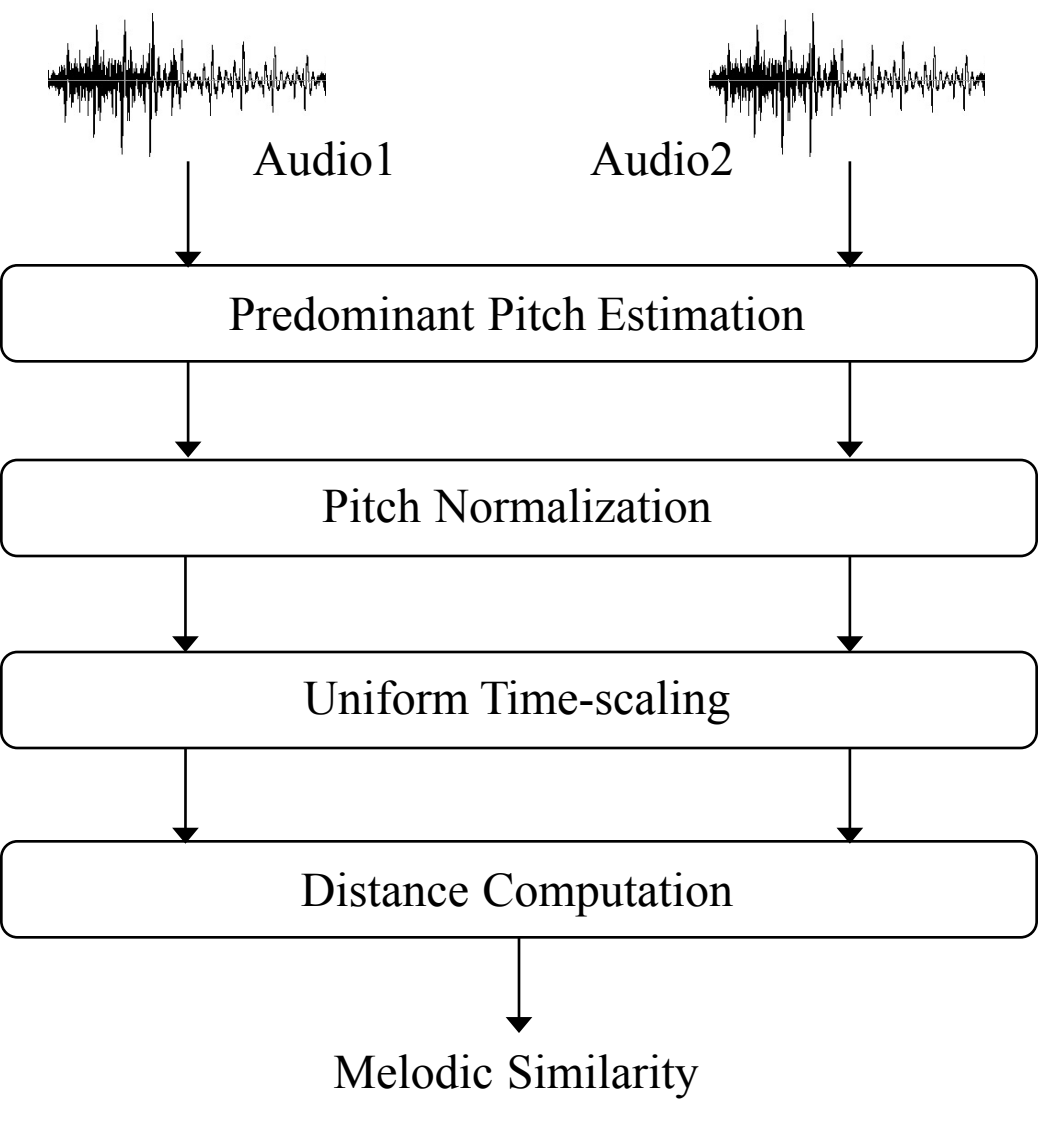 Audio1
Audio2
Predominant Pitch Estimation
Pitch Normalization
Uniform Time-scaling
Distance Computation
Melodic Similarity